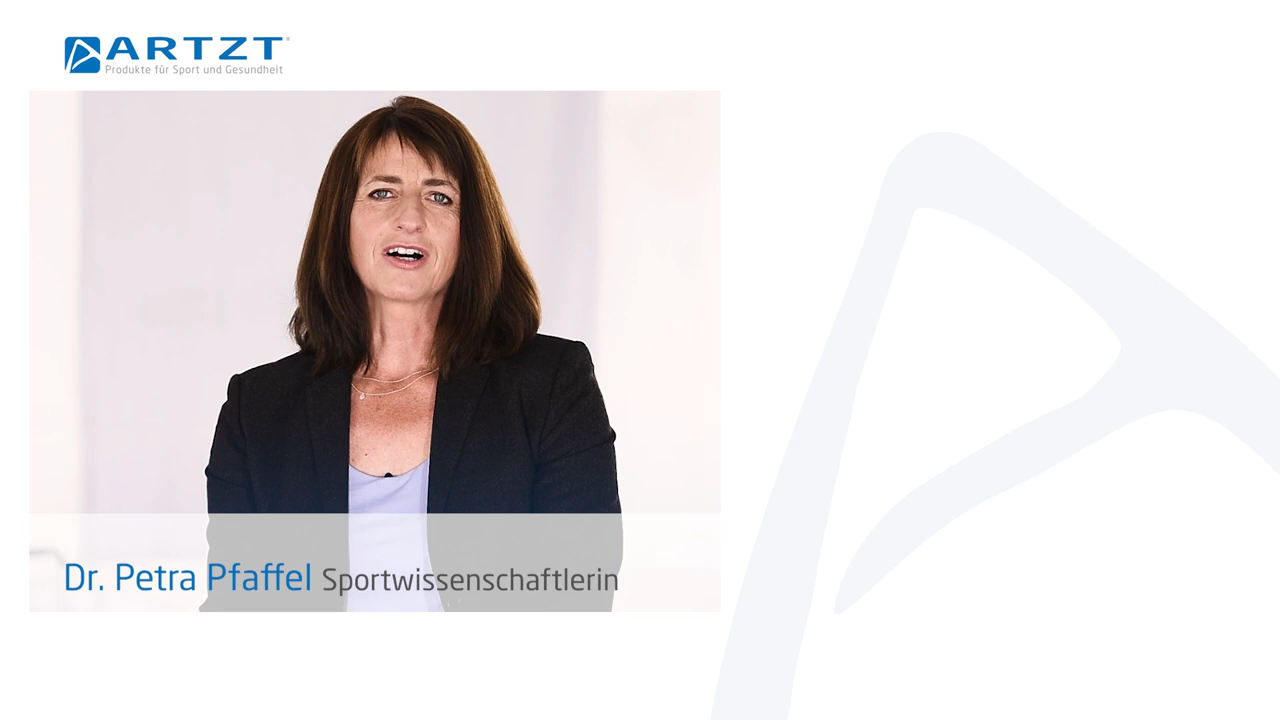 ARTZT
Produkte für Sport und Gesundheit
Dr. Petra Pfaffel Sportwissenschaftlerin